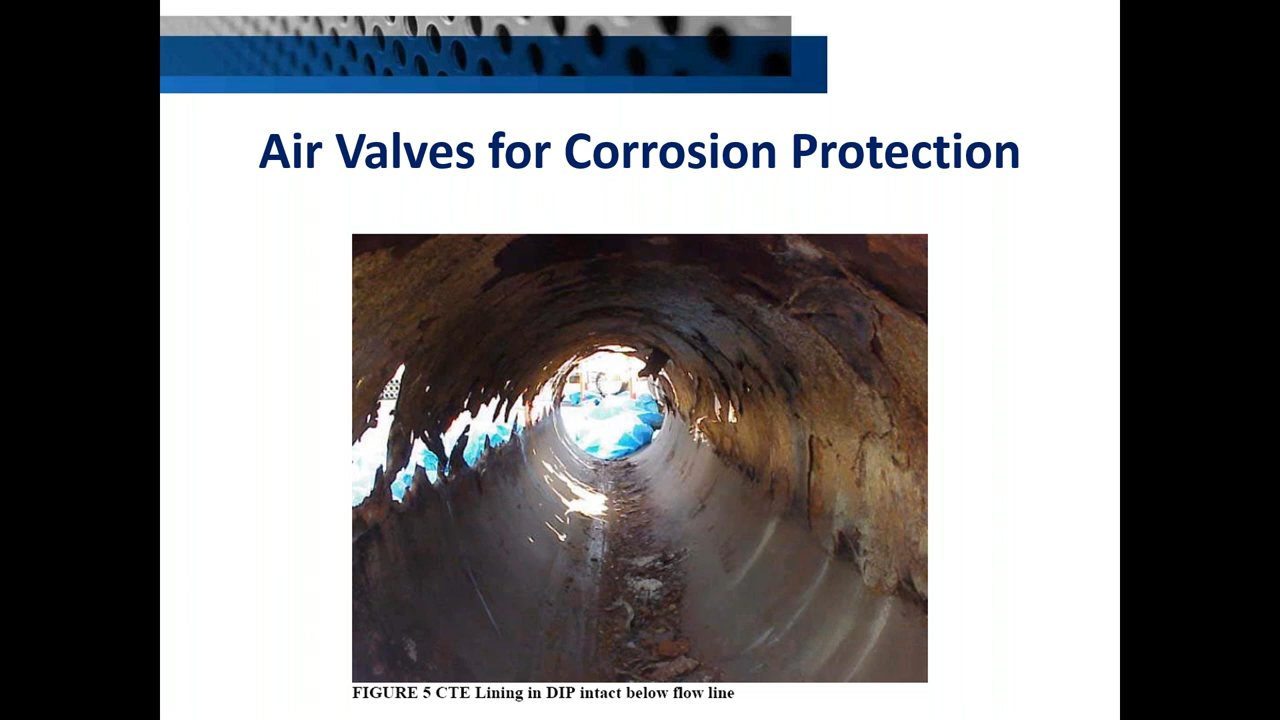 Air Valves for Corrosion Protection
FIGURE 5 CTE Lining in DIP intact below flow line